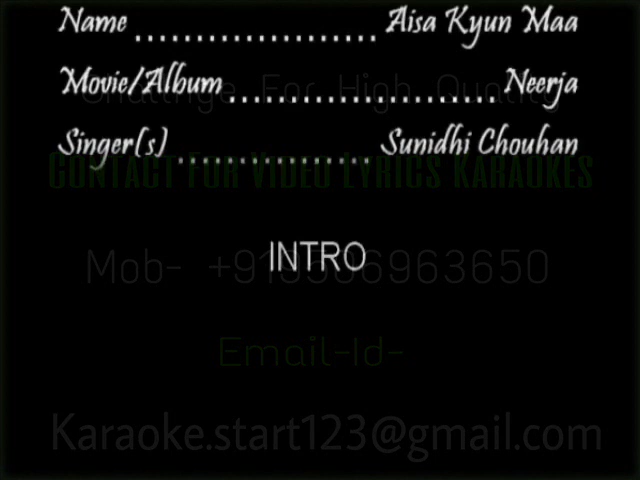 Name ..................... Aisa Kyun Maa
Challenge For High Quality
Movie/Album ....................... Neerja
Singer(s) ................. Sunidhi Chouhan
Contact For Video Lyrics Karaokes
INTRO
Mob- 6963650
Email-Id-
Karaoke.start123@gmail.com